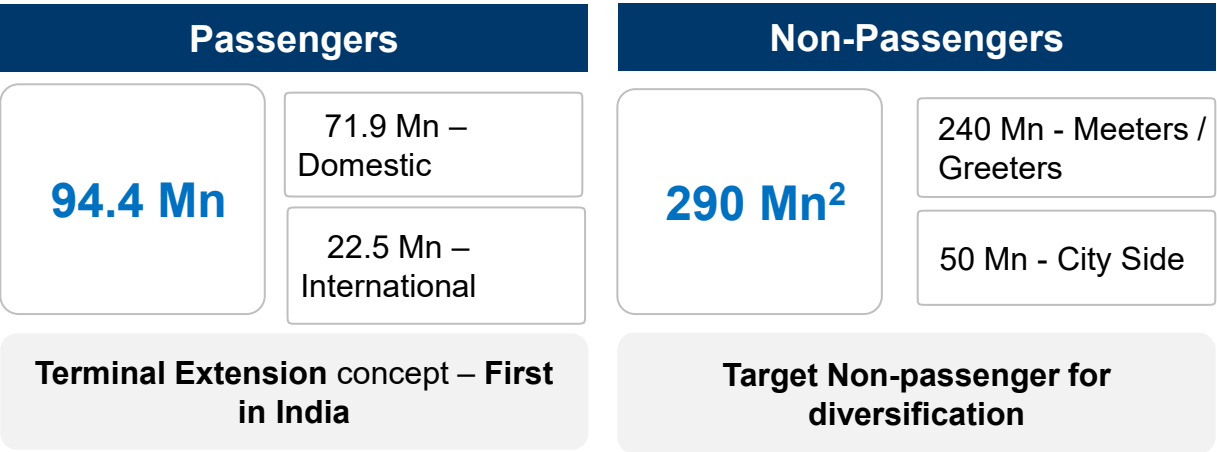 Passengers
94.4 Mn
71.9 Mn –
Domestic
22.5 Mn –
International
Terminal Extension concept – First
in India
Non-Passengers
290 Mn²
240 Mn - Meeters /
Greeters
50 Mn - City Side
Target Non-passenger for
diversification